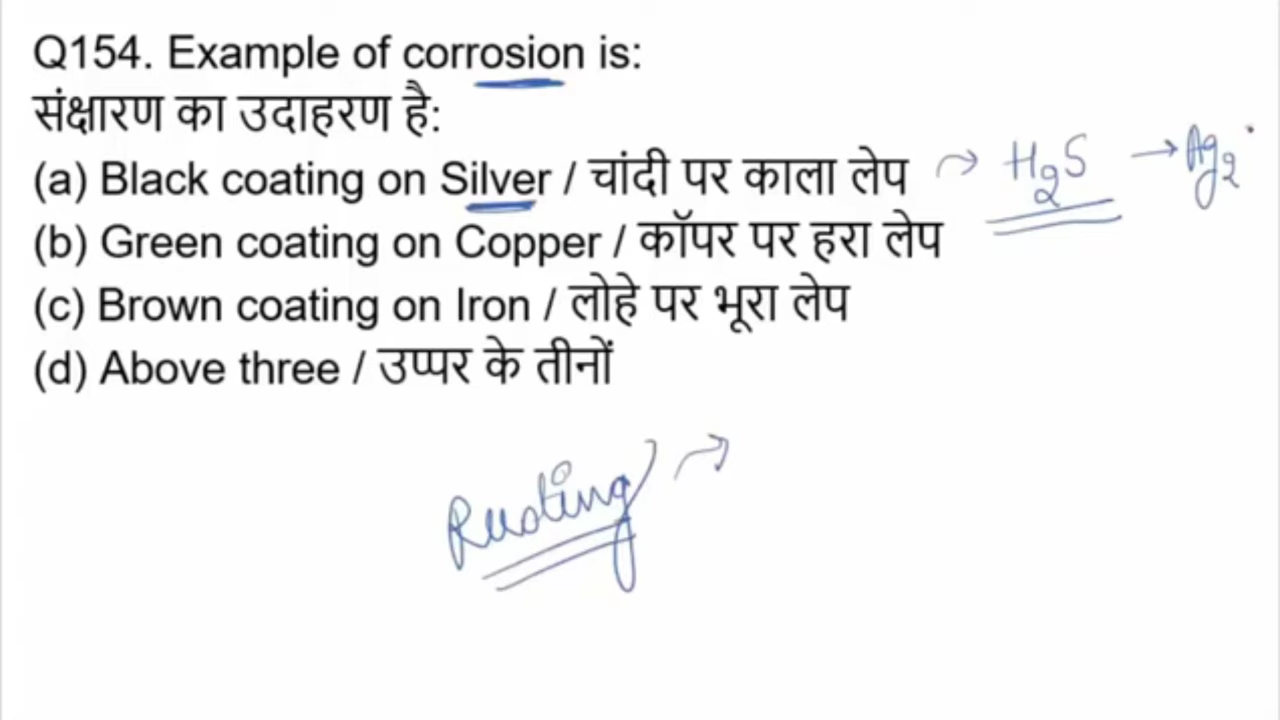 Q154. Example of corrosion is:
संक्षारण का उदाहरण है:
(a) Black coating on Silver / चांदी पर काला लेप → H₂S → Ag₂
(b) Green coating on Copper / कॉपर पर हरा लेप
(c) Brown coating on Iron / लोहे पर भूरा लेप
(d) Above three / उप्पर के तीनों
Rusting →